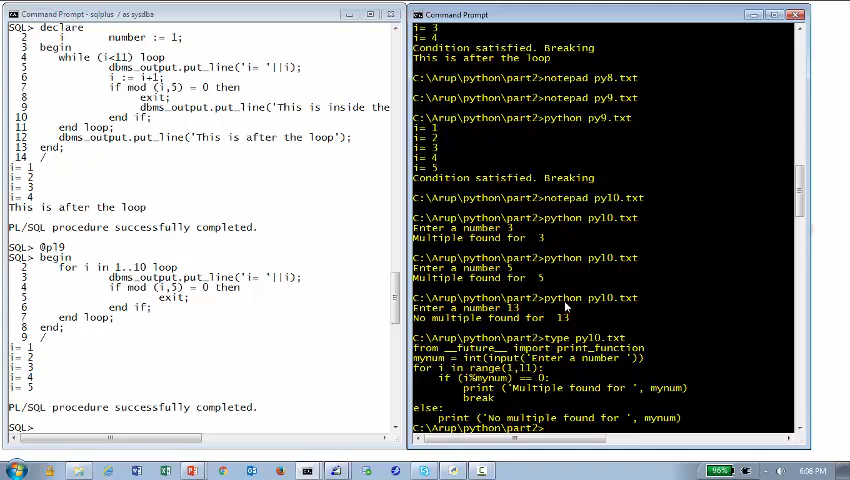 Command Prompt - sqlplus / as sysdba
SQL> declare
2 i number := 1;
3 begin
4 while (i<11) loop
5 dbms_output.put_line('i= '||i);
6 i := i+1;
7 if mod (i,5) = 0 then
8 exit;
9 dbms_output.put_line('This is inside the
10 end if;
11 end loop;
12 dbms_output.put_line('This is after the loop');
13 end;
14 /
i= 1
i= 2
i= 3
i= 4
This is after the loop
PL/SQL procedure successfully completed.
SQL> @pl9
SQL> begin
2 for i in 1..10 loop
3 dbms_output.put_line('i= '||i);
4 if mod (i,5) = 0 then
5 exit;
6 end if;
7 end loop;
8 end;
9 /
i= 1
i= 2
i= 3
i= 4
i= 5
PL/SQL procedure successfully completed.
SQL>
Command Prompt
i= 3
i= 4
Condition satisfied. Breaking
This is after the loop
C:\Arup\python\part2>notepad py8.txt
C:\Arup\python\part2>notepad py9.txt
C:\Arup\python\part2>python py9.txt
i= 1
i= 2
i= 3
i= 4
i= 5
Condition satisfied. Breaking
C:\Arup\python\part2>notepad py10.txt
C:\Arup\python\part2>python py10.txt
Enter a number 3
Multiple found for  3
C:\Arup\python\part2>python py10.txt
Enter a number 5
Multiple found for  5
C:\Arup\python\part2>python py10.txt
Enter a number 13
No multiple found for  13
C:\Arup\python\part2>type py10.txt
from __future__ import print_function
mynum = int(input('Enter a number '))
for i in range(1,11):
if (i%mynum) == 0:
print ('Multiple found for ', mynum)
break
else:
print ('No multiple found for ', mynum)
C:\Arup\python\part2>
96%
6:08 PM